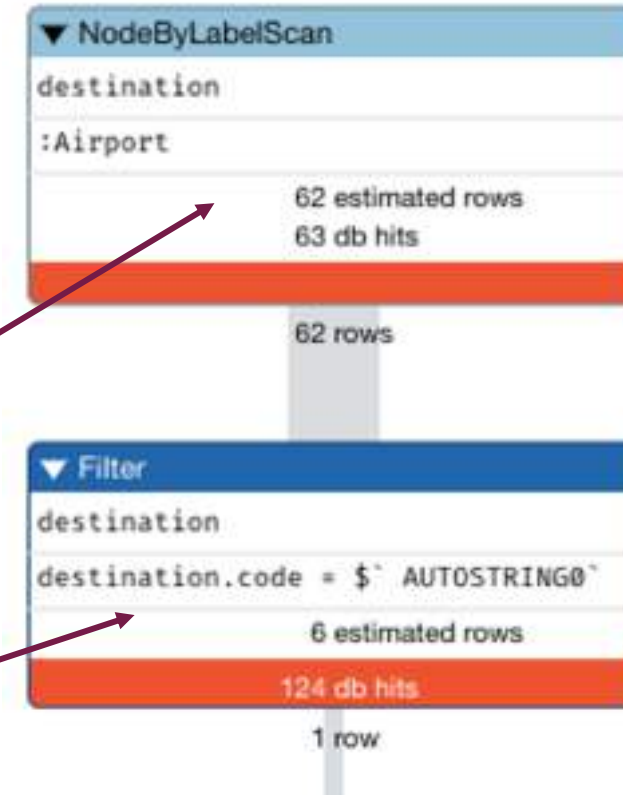 ▼ NodeByLabelScan
destination
:Airport
62 estimated rows
63 db hits
62 rows
▼ Filter
destination
destination.code = $` AUTOSTRING0`
6 estimated rows
124 db hits
1 row